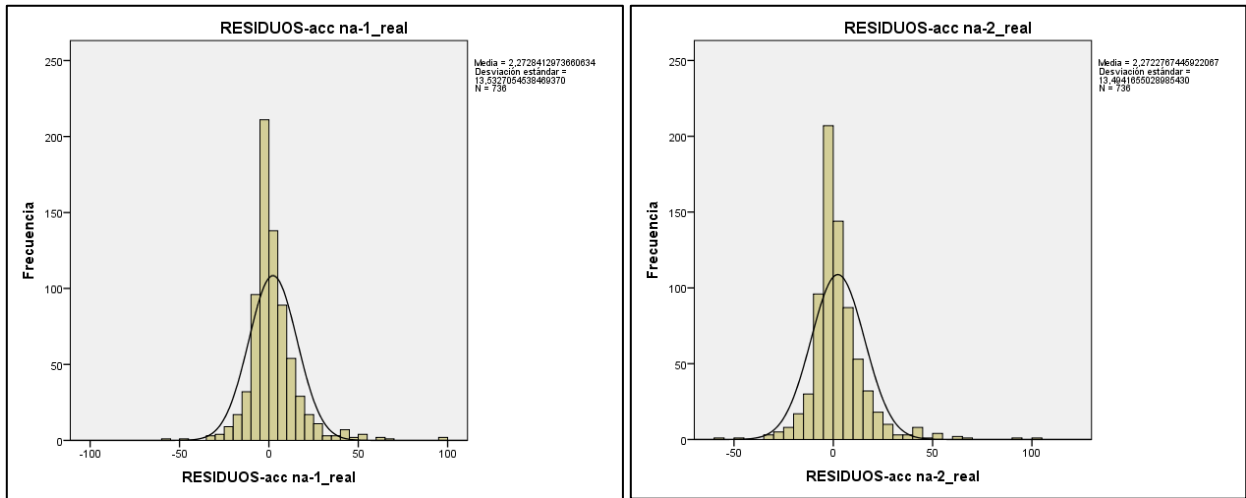 RESIDUOS-acc na-1_real
Media = 2,2728412973660634
Desviación estándar =
13,5327054538469370
N = 736
250
200
150
100
50
0
Frecuencia
-100
-50
0
50
100
RESIDUOS-acc na-1_real
RESIDUOS-acc na-2_real
Media = 2,2722767445922067
Desviación estándar =
13,4941655028985430
N = 736
250
200
150
100
50
0
Frecuencia
-50
0
50
100
RESIDUOS-acc na-2_real